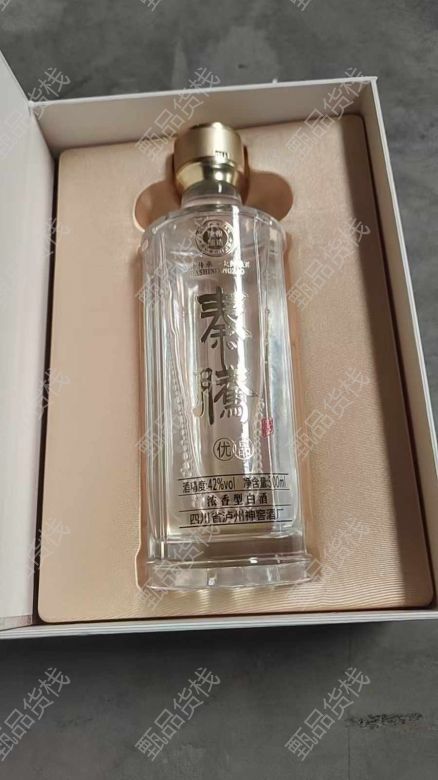 秦
腾
优品
酒精度:42%vol 净含量:500ml
浓香型白酒
四川省泸州神窖酒厂
甄品货栈